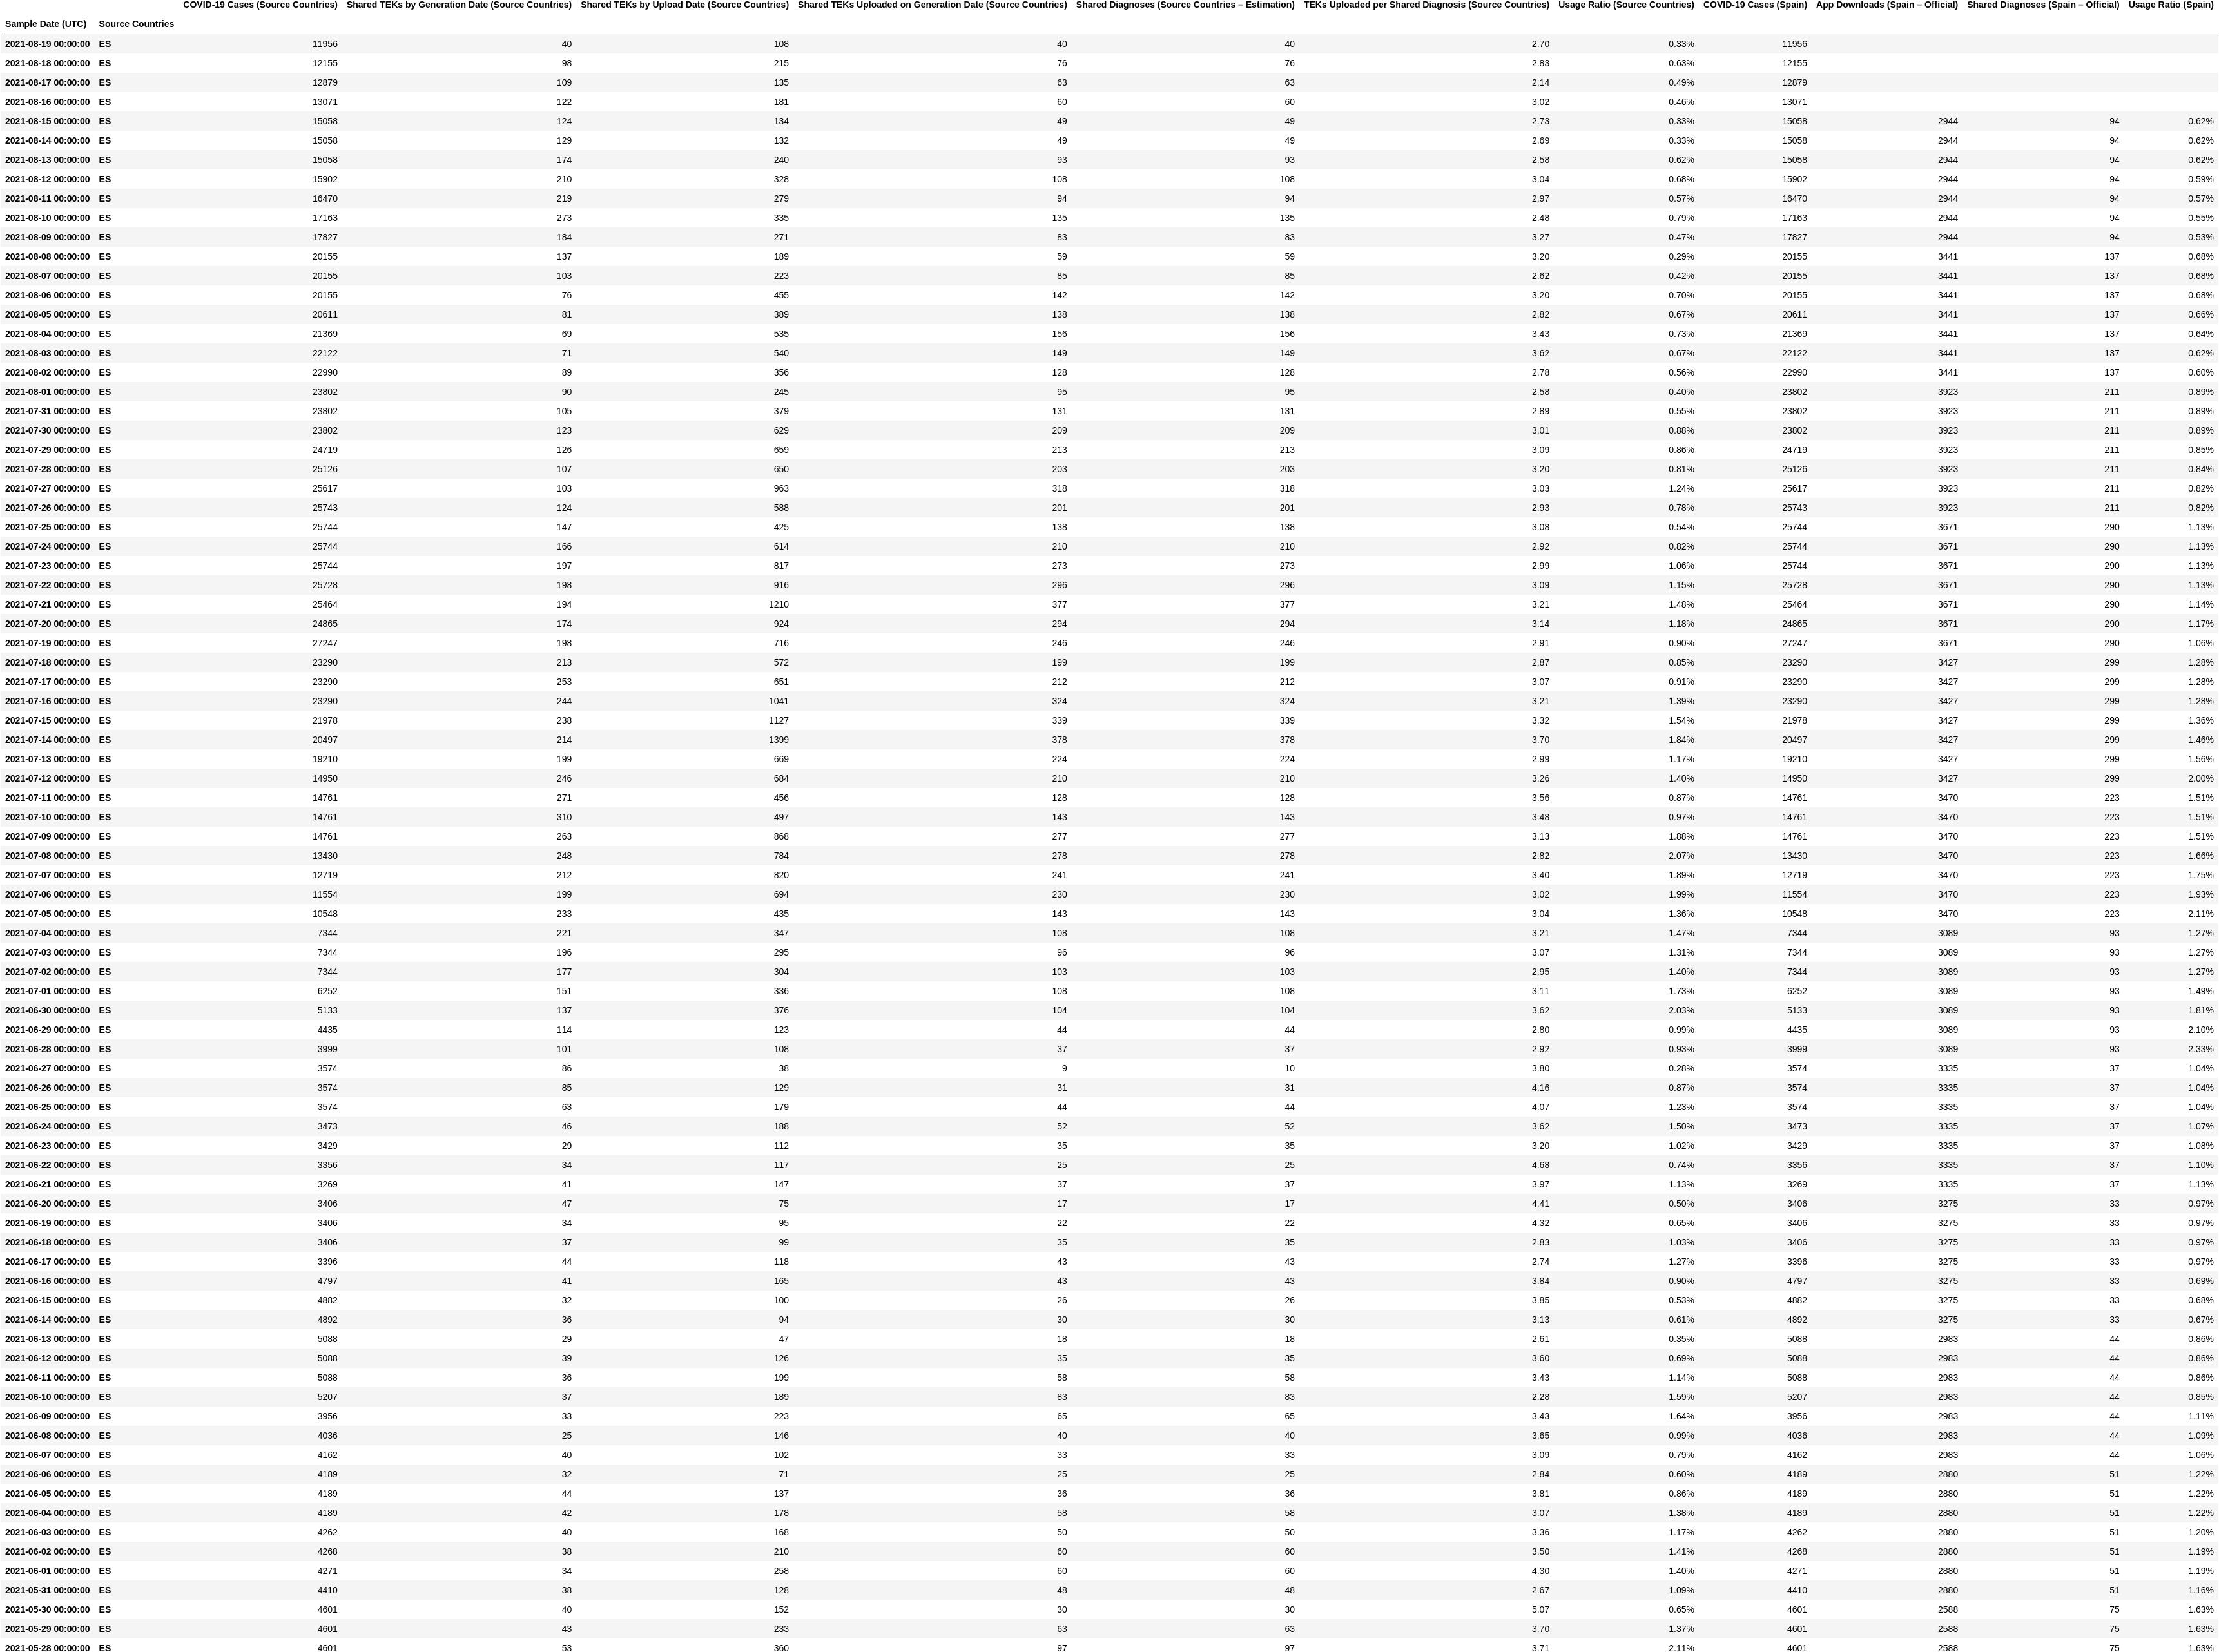 COVID-19 Cases (Source Countries) Shared TEKs by Generation Date (Source Countries) Shared TEKs by Upload Date (Source Countries) Shared TEKs Uploaded on Generation Date (Source Countries) Shared Diagnoses (Source Countries – Estimation) TEKs Uploaded per Shared Diagnosis (Source Countries) Usage Ratio (Source Countries) COVID-19 Cases (Spain) App Downloads (Spain – Official) Shared Diagnoses (Spain – Official) Usage Ratio (Spain)
Sample Date (UTC) Source Countries
2021-08-19 00:00:00 ES 11956 40 108 40 40 2.70 0.33% 11956
2021-08-18 00:00:00 ES 12155 98 215 76 76 2.83 0.63% 12155
2021-08-17 00:00:00 ES 12879 109 135 63 63 2.14 0.49% 12879
2021-08-16 00:00:00 ES 13071 122 181 60 60 3.02 0.46% 13071
2021-08-15 00:00:00 ES 15058 124 134 49 49 2.73 0.33% 15058 2944 94 0.62%
2021-08-14 00:00:00 ES 15058 129 132 49 49 2.69 0.33% 15058 2944 94 0.62%
2021-08-13 00:00:00 ES 15058 174 240 93 93 2.58 0.62% 15058 2944 94 0.62%
2021-08-12 00:00:00 ES 15902 210 328 108 108 3.04 0.68% 15902 2944 94 0.59%
2021-08-11 00:00:00 ES 16470 219 279 94 94 2.97 0.57% 16470 2944 94 0.57%
2021-08-10 00:00:00 ES 17163 273 335 135 135 2.48 0.79% 17163 2944 94 0.55%
2021-08-09 00:00:00 ES 17827 184 271 83 83 3.27 0.47% 17827 2944 94 0.53%
2021-08-08 00:00:00 ES 20155 137 189 59 59 3.20 0.29% 20155 3441 137 0.68%
2021-08-07 00:00:00 ES 20155 103 223 85 85 2.62 0.42% 20155 3441 137 0.68%
2021-08-06 00:00:00 ES 20155 76 455 142 142 3.20 0.70% 20155 3441 137 0.68%
2021-08-05 00:00:00 ES 20611 81 389 138 138 2.82 0.67% 20611 3441 137 0.66%
2021-08-04 00:00:00 ES 21369 69 535 156 156 3.43 0.73% 21369 3441 137 0.64%
2021-08-03 00:00:00 ES 22122 71 540 149 149 3.62 0.67% 22122 3441 137 0.62%
2021-08-02 00:00:00 ES 22990 89 356 128 128 2.78 0.56% 22990 3441 137 0.60%
2021-08-01 00:00:00 ES 23802 90 245 95 95 2.58 0.40% 23802 3923 211 0.89%
2021-07-31 00:00:00 ES 23802 105 379 131 131 2.89 0.55% 23802 3923 211 0.89%
2021-07-30 00:00:00 ES 23802 123 629 209 209 3.01 0.88% 23802 3923 211 0.89%
2021-07-29 00:00:00 ES 24719 126 659 213 213 3.09 0.86% 24719 3923 211 0.85%
2021-07-28 00:00:00 ES 25126 107 650 203 203 3.20 0.81% 25126 3923 211 0.84%
2021-07-27 00:00:00 ES 25617 103 963 318 318 3.03 1.24% 25617 3923 211 0.82%
2021-07-26 00:00:00 ES 25743 124 588 201 201 2.93 0.78% 25743 3923 211 0.82%
2021-07-25 00:00:00 ES 25744 147 425 138 138 3.08 0.54% 25744 3671 290 1.13%
2021-07-24 00:00:00 ES 25744 166 614 210 210 2.92 0.82% 25744 3671 290 1.13%
2021-07-23 00:00:00 ES 25744 197 817 273 273 2.99 1.06% 25744 3671 290 1.13%
2021-07-22 00:00:00 ES 25728 198 916 296 296 3.09 1.15% 25728 3671 290 1.13%
2021-07-21 00:00:00 ES 25464 194 1210 377 377 3.21 1.48% 25464 3671 290 1.14%
2021-07-20 00:00:00 ES 24865 174 924 294 294 3.14 1.18% 24865 3671 290 1.17%
2021-07-19 00:00:00 ES 27247 198 716 246 246 2.91 0.90% 27247 3671 290 1.06%
2021-07-18 00:00:00 ES 23290 213 572 199 199 2.87 0.85% 23290 3427 299 1.28%
2021-07-17 00:00:00 ES 23290 253 651 212 212 3.07 0.91% 23290 3427 299 1.28%
2021-07-16 00:00:00 ES 23290 244 1041 324 324 3.21 1.39% 23290 3427 299 1.28%
2021-07-15 00:00:00 ES 21978 238 1127 339 339 3.32 1.54% 21978 3427 299 1.36%
2021-07-14 00:00:00 ES 20497 214 1399 378 378 3.70 1.84% 20497 3427 299 1.46%
2021-07-13 00:00:00 ES 19210 199 669 224 224 2.99 1.17% 19210 3427 299 1.56%
2021-07-12 00:00:00 ES 14950 246 684 210 210 3.26 1.40% 14950 3427 299 2.00%
2021-07-11 00:00:00 ES 14761 271 456 128 128 3.56 0.87% 14761 3470 223 1.51%
2021-07-10 00:00:00 ES 14761 310 497 143 143 3.48 0.97% 14761 3470 223 1.51%
2021-07-09 00:00:00 ES 14761 263 868 277 277 3.13 1.88% 14761 3470 223 1.51%
2021-07-08 00:00:00 ES 13430 248 784 278 278 2.82 2.07% 13430 3470 223 1.66%
2021-07-07 00:00:00 ES 12719 212 820 241 241 3.40 1.89% 12719 3470 223 1.75%
2021-07-06 00:00:00 ES 11554 199 694 230 230 3.02 1.99% 11554 3470 223 1.93%
2021-07-05 00:00:00 ES 10548 233 435 143 143 3.04 1.36% 10548 3470 223 2.11%
2021-07-04 00:00:00 ES 7344 221 347 108 108 3.21 1.47% 7344 3089 93 1.27%
2021-07-03 00:00:00 ES 7344 196 295 96 96 3.07 1.31% 7344 3089 93 1.27%
2021-07-02 00:00:00 ES 7344 177 304 103 103 2.95 1.40% 7344 3089 93 1.27%
2021-07-01 00:00:00 ES 6252 151 336 108 108 3.11 1.73% 6252 3089 93 1.49%
2021-06-30 00:00:00 ES 5133 137 376 104 104 3.62 2.03% 5133 3089 93 1.81%
2021-06-29 00:00:00 ES 4435 114 123 44 44 2.80 0.99% 4435 3089 93 2.10%
2021-06-28 00:00:00 ES 3999 101 108 37 37 2.92 0.93% 3999 3089 93 2.33%
2021-06-27 00:00:00 ES 3574 86 38 9 10 3.80 0.28% 3574 3335 37 1.04%
2021-06-26 00:00:00 ES 3574 85 129 31 31 4.16 0.87% 3574 3335 37 1.04%
2021-06-25 00:00:00 ES 3574 63 179 44 44 4.07 1.23% 3574 3335 37 1.04%
2021-06-24 00:00:00 ES 3473 46 188 52 52 3.62 1.50% 3473 3335 37 1.07%
2021-06-23 00:00:00 ES 3429 29 112 35 35 3.20 1.02% 3429 3335 37 1.08%
2021-06-22 00:00:00 ES 3356 34 117 25 25 4.68 0.74% 3356 3335 37 1.10%
2021-06-21 00:00:00 ES 3269 41 147 37 37 3.97 1.13% 3269 3335 37 1.13%
2021-06-20 00:00:00 ES 3406 47 75 17 17 4.41 0.50% 3406 3275 33 0.97%
2021-06-19 00:00:00 ES 3406 34 95 22 22 4.32 0.65% 3406 3275 33 0.97%
2021-06-18 00:00:00 ES 3406 37 99 35 35 2.83 1.03% 3406 3275 33 0.97%
2021-06-17 00:00:00 ES 3396 44 118 43 43 2.74 1.27% 3396 3275 33 0.97%
2021-06-16 00:00:00 ES 4797 41 165 43 43 3.84 0.90% 4797 3275 33 0.69%
2021-06-15 00:00:00 ES 4882 32 100 26 26 3.85 0.53% 4882 3275 33 0.68%
2021-06-14 00:00:00 ES 4892 36 94 30 30 3.13 0.61% 4892 3275 33 0.67%
2021-06-13 00:00:00 ES 5088 29 47 18 18 2.61 0.35% 5088 2983 44 0.86%
2021-06-12 00:00:00 ES 5088 39 126 35 35 3.60 0.69% 5088 2983 44 0.86%
2021-06-11 00:00:00 ES 5088 36 199 58 58 3.43 1.14% 5088 2983 44 0.86%
2021-06-10 00:00:00 ES 5207 37 189 83 83 2.28 1.59% 5207 2983 44 0.85%
2021-06-09 00:00:00 ES 3956 33 223 65 65 3.43 1.64% 3956 2983 44 1.11%
2021-06-08 00:00:00 ES 4036 25 146 40 40 3.65 0.99% 4036 2983 44 1.09%
2021-06-07 00:00:00 ES 4162 40 102 33 33 3.09 0.79% 4162 2983 44 1.06%
2021-06-06 00:00:00 ES 4189 32 71 25 25 2.84 0.60% 4189 2880 51 1.22%
2021-06-05 00:00:00 ES 4189 44 137 36 36 3.81 0.86% 4189 2880 51 1.22%
2021-06-04 00:00:00 ES 4189 42 178 58 58 3.07 1.38% 4189 2880 51 1.22%
2021-06-03 00:00:00 ES 4262 40 168 50 50 3.36 1.17% 4262 2880 51 1.20%
2021-06-02 00:00:00 ES 4268 38 210 60 60 3.50 1.41% 4268 2880 51 1.19%
2021-06-01 00:00:00 ES 4271 34 258 60 60 4.30 1.40% 4271 2880 51 1.19%
2021-05-31 00:00:00 ES 4410 38 128 48 48 2.67 1.09% 4410 2880 51 1.16%
2021-05-30 00:00:00 ES 4601 40 152 30 30 5.07 0.65% 4601 2588 75 1.63%
2021-05-29 00:00:00 ES 4601 43 233 63 63 3.70 1.37% 4601 2588 75 1.63%
2021-05-28 00:00:00 ES 4601 53 360 97 97 3.71 2.11% 4601 2588 75 1.63%